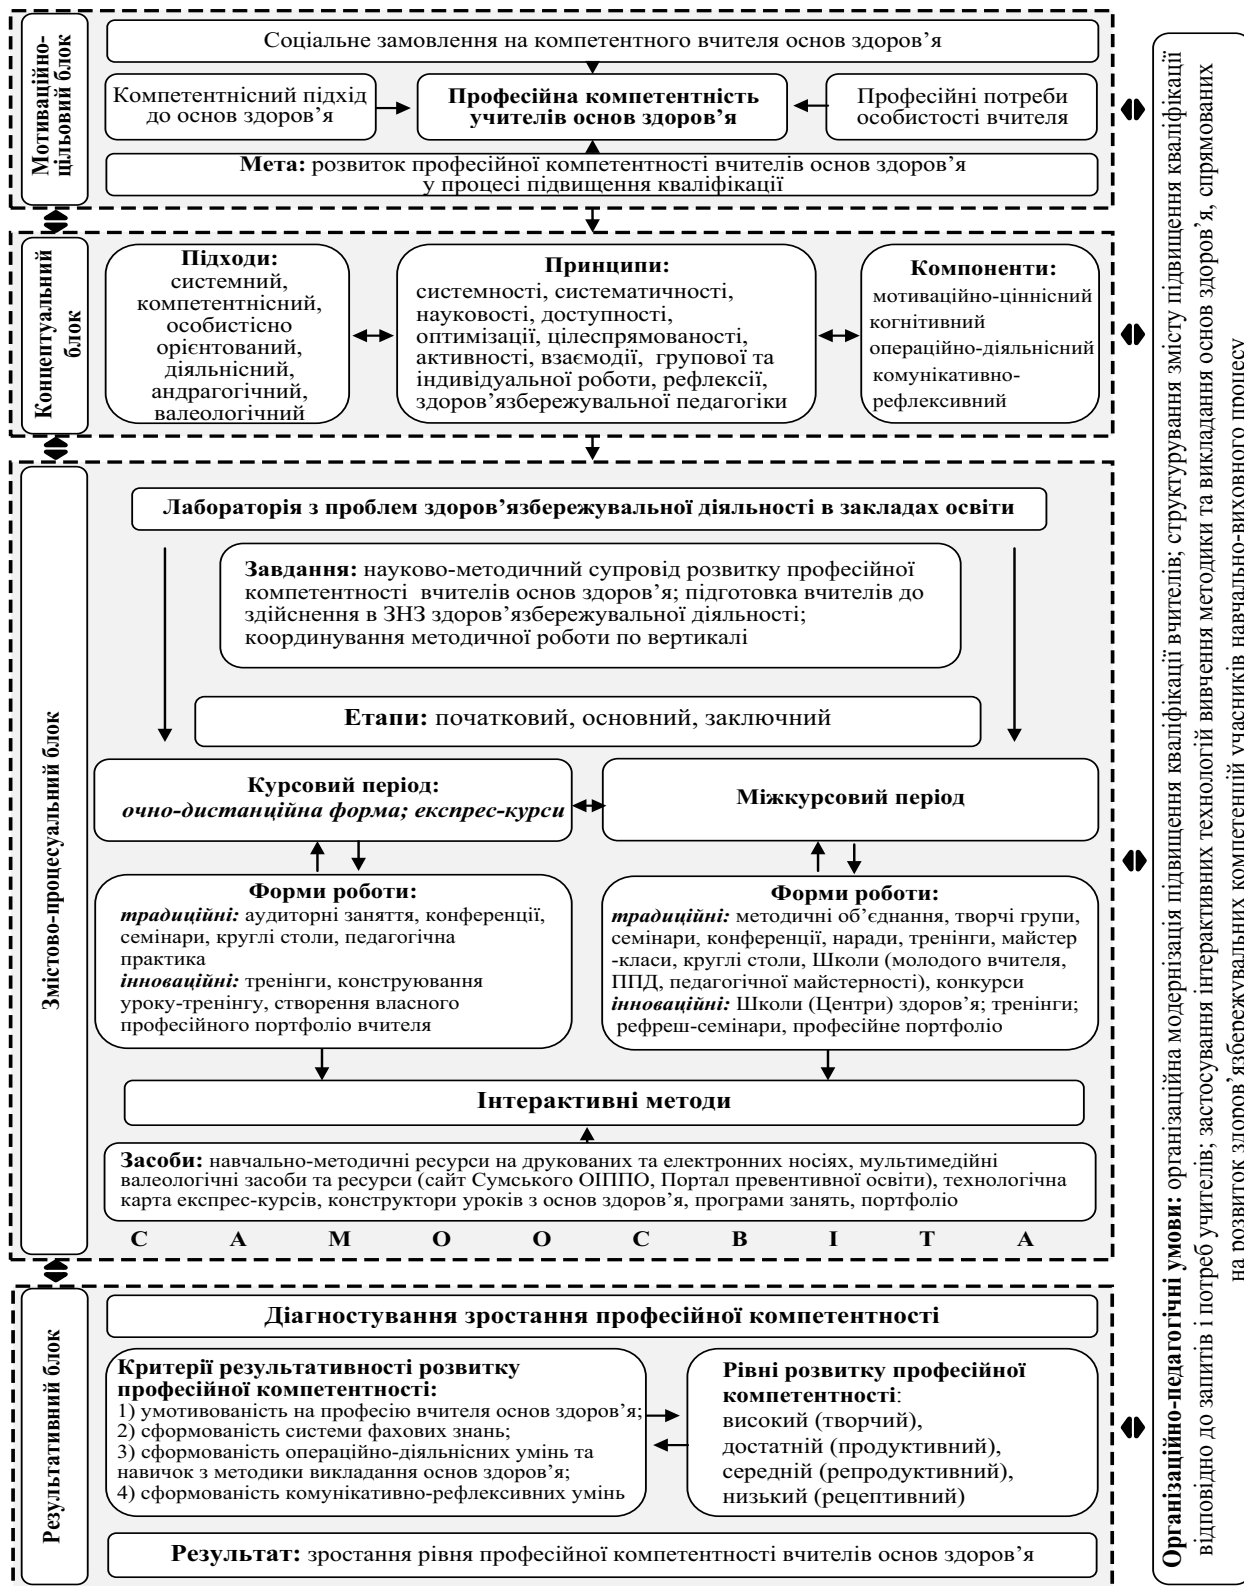 Мотиваційно-
цільовий блок
Соціальне замовлення на компетентного вчителя основ здоров’я
Компетентнісний підхід
до основ здоров’я
Професійна компетентність
учителів основ здоров’я
Професійні потреби
особистості вчителя
Мета: розвиток професійної компетентності вчителів основ здоров’я
у процесі підвищення кваліфікації
Концептуальний
блок
Підходи:
системний,
компетентнісний,
особистісно
орієнтований,
діяльнісний,
андрагогічний,
валеологічний
Принципи:
системності, систематичності,
науковості, доступності,
оптимізації, цілеспрямованості,
активності, взаємодії, групової та
індивідуальної роботи, рефлексії,
здоров’язбережувальної педагогіки
Компоненти:
мотиваційно-ціннісний
когнітивний
операційно-діяльнісний
комунікативно-
рефлексивний
Змістово-процесуальний блок
Лабораторія з проблем здоров’язбережувальної діяльності в закладах освіти
Завдання: науково-методичний супровід розвитку професійної
компетентності вчителів основ здоров’я; підготовка вчителів до
здійснення в ЗНЗ здоров’язбережувальної діяльності;
координування методичної роботи по вертикалі
Етапи: початковий, основний, заключний
Курсовий період:
очно-дистанційна форма; експрес-курси
Міжкурсовий період
Форми роботи:
традиційні: аудиторні заняття, конференції,
семінари, круглі столи, педагогічна
практика
інноваційні: тренінги, конструювання
уроку-тренінгу, створення власного
професійного портфоліо вчителя
Форми роботи:
традиційні: методичні об’єднання, творчі групи,
семінари, конференції, наради, тренінги, майстер
-класи, круглі столи, Школи (молодого вчителя,
ППД, педагогічної майстерності), конкурси
інноваційні: Школи (Центри) здоров’я; тренінги;
рефреш-семінари, професійне портфоліо
Інтерактивні методи
Засоби: навчально-методичні ресурси на друкованих та електронних носіях, мультимедійні
валеологічні засоби та ресурси (сайт Сумського ОІППО, Портал превентивної освіти), технологічна
карта експрес-курсів, конструктори уроків з основ здоров’я, програми занять, портфоліо
С А М О О С В І Т А
Результативний блок
Діагностування зростання професійної компетентності
Критерії результативності розвитку
професійної компетентності:
1) умотивованість на професію вчителя основ здоров’я;
2) сформованість системи фахових знань;
3) сформованість операційно-діяльнісних умінь та
навичок з методики викладання основ здоров’я;
4) сформованість комунікативно-рефлексивних умінь
Рівні розвитку професійної
компетентності:
високий (творчий),
достатній (продуктивний),
середній (репродуктивний),
низький (рецептивний)
Результат: зростання рівня професійної компетентності вчителів основ здоров’я
Організаційно-педагогічні умови: організаційна модернізація підвищення кваліфікації вчителів; структурування змісту підвищення кваліфікації
відповідно до запитів і потреб учителів; застосування інтерактивних технологій вивчення методики та викладання основ здоров’я, спрямованих
на розвиток здоров’язбережувальних компетенцій учасників навчально-виховного процесу